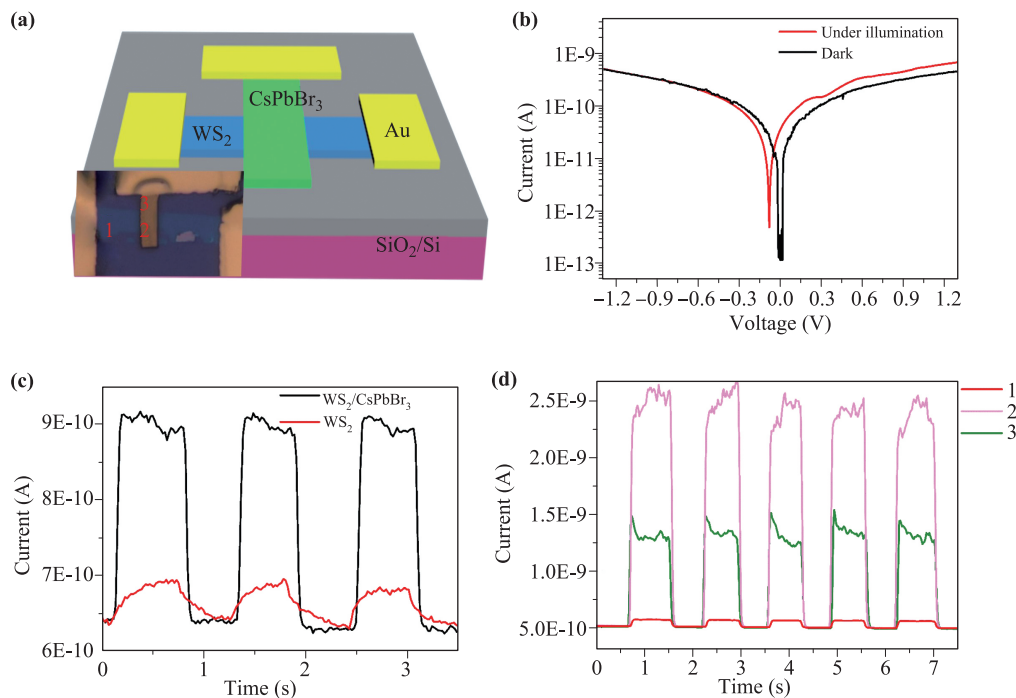 (a)
CsPbBr3
WS2
Au
1
2
3
SiO2/Si
(b)
Under illumination
Dark
1E-9
1E-10
1E-11
1E-12
1E-13
Current (A)
−1.2 −0.9 −0.6 −0.3 0.0 0.3 0.6 0.9 1.2
Voltage (V)
(c)
WS2/CsPbBr3
WS2
9E-10
8E-10
7E-10
6E-10
Current (A)
0 1 2 3
Time (s)
(d)
1
2
3
2.5E-9
2.0E-9
1.5E-9
1.0E-9
5.0E-10
Current (A)
0 1 2 3 4 5 6 7
Time (s)